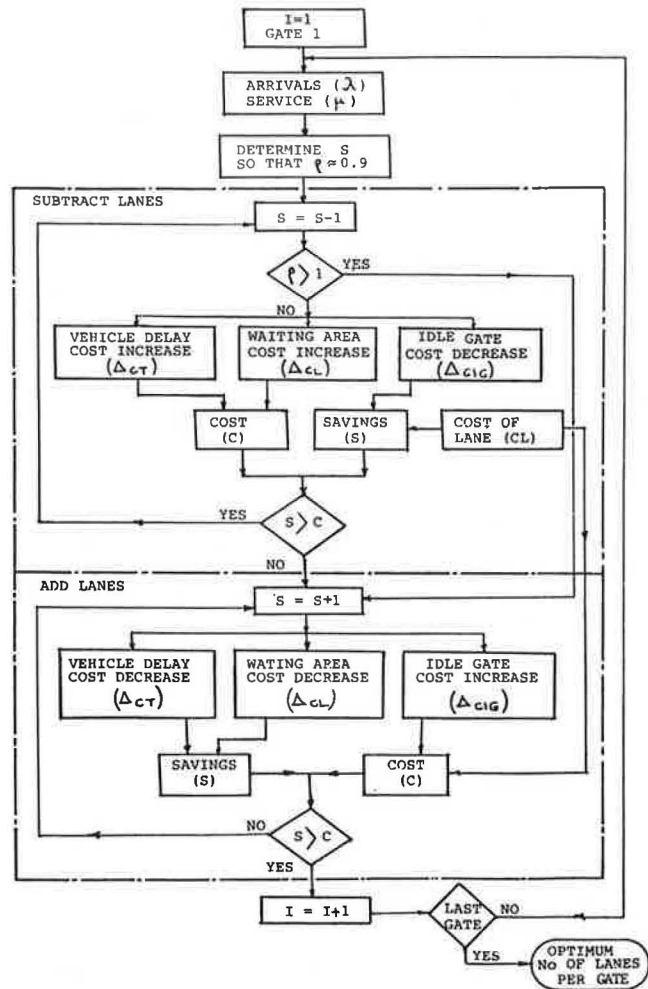 I=1
GATE 1
ARRIVALS (λ)
SERVICE (μ)
DETERMINE S
SO THAT ρ≈0.9
SUBTRACT LANES
S = S-1
ρ>1
YES
NO
VEHICLE DELAY
COST INCREASE
(ΔCT)
WAITING AREA
COST INCREASE
(ΔCL)
IDLE GATE
COST DECREASE
(ΔCIG)
COST
(C)
SAVINGS
(S)
COST OF
LANE (CL)
YES
S>C
NO
ADD LANES
S = S+1
VEHICLE DELAY
COST DECREASE
(ΔCT)
WATING AREA
COST DECREASE
(ΔCL)
IDLE GATE
COST INCREASE
(ΔCIG)
SAVINGS
(S)
COST
(C)
NO
S>C
YES
I = I+1
LAST
GATE
NO
YES
OPTIMUM
No OF LANES
PER GATE